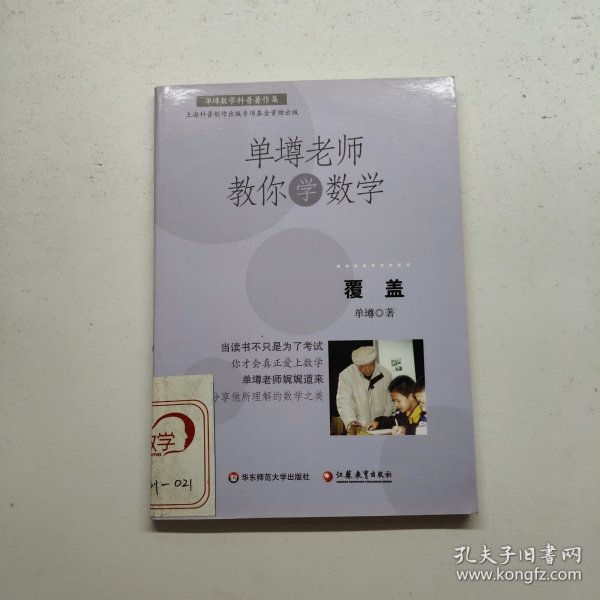 单墫数学科普著作集
上海科普创作出版专项基金资助出版
单墫老师
教你学数学
覆盖
单墫◎著
当读书不只是为了考试
你才会真正爱上数学
单墫老师娓娓道来
分享他所理解的数学之美
数学
01-021
华东师范大学出版社
江苏教育出版社
孔夫子旧书网
www.kongfz.com